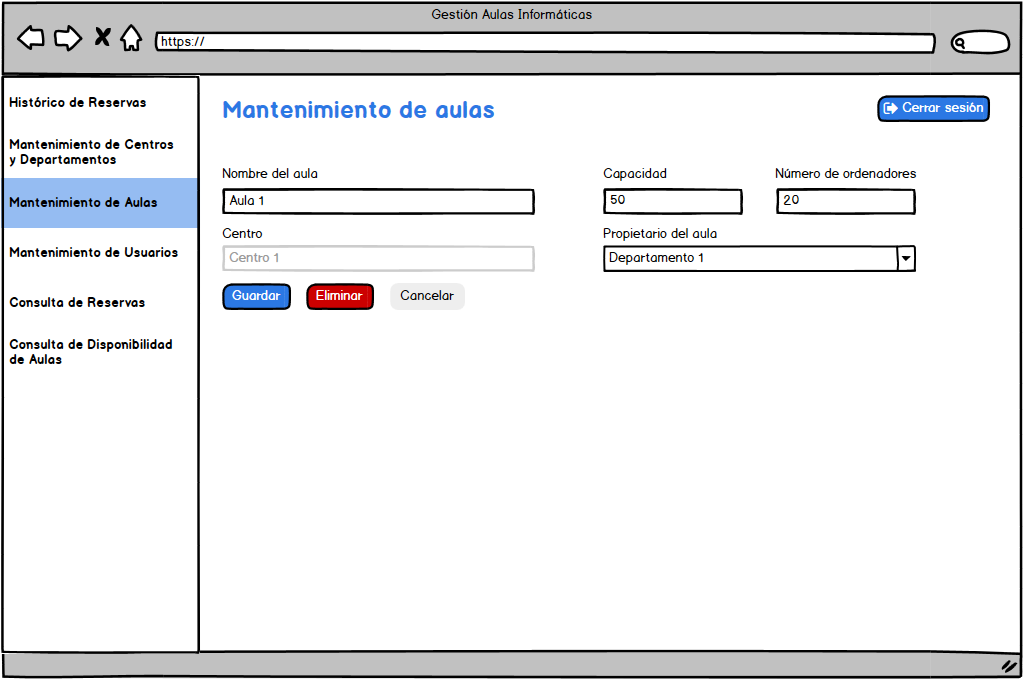 Gestión Aulas Informáticas
https://
Histórico de Reservas
Mantenimiento de Centros
y Departamentos
Mantenimiento de Aulas
Mantenimiento de Usuarios
Consulta de Reservas
Consulta de Disponibilidad
de Aulas
Mantenimiento de aulas
Cerrar sesión
Nombre del aula
Capacidad
Número de ordenadores
Aula 1
50
20
Centro
Propietario del aula
Centro 1
Departamento 1
Guardar
Eliminar
Cancelar